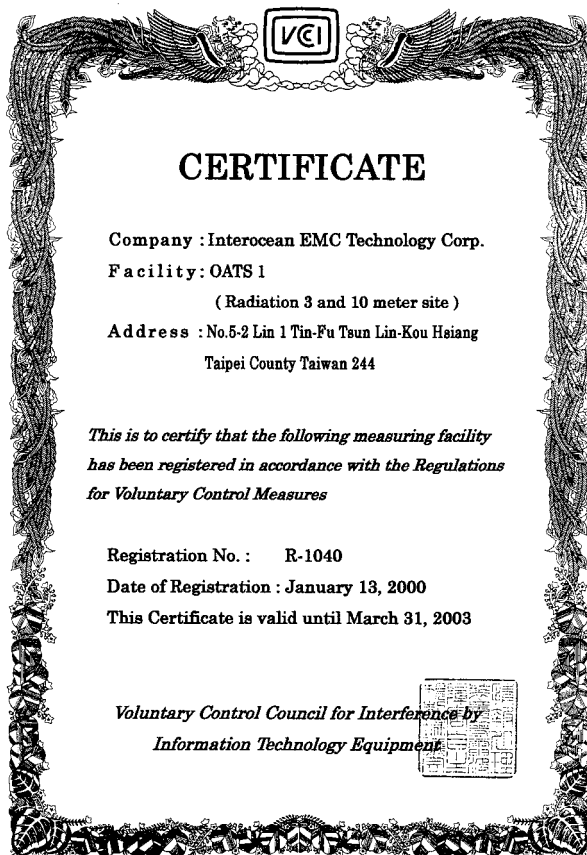 VCCI
CERTIFICATE
Company : Interocean EMC Technology Corp.
Facility: OATS 1
( Radiation 3 and 10 meter site )
Address : No.5-2 Lin 1 Tin-Fu Tsun Lin-Kou Hsiang
Taipei County Taiwan 244
This is to certify that the following measuring facility
has been registered in accordance with the Regulations
for Voluntary Control Measures
Registration No. : R-1040
Date of Registration : January 13, 2000
This Certificate is valid until March 31, 2003
Voluntary Control Council for Interference by
Information Technology Equipment